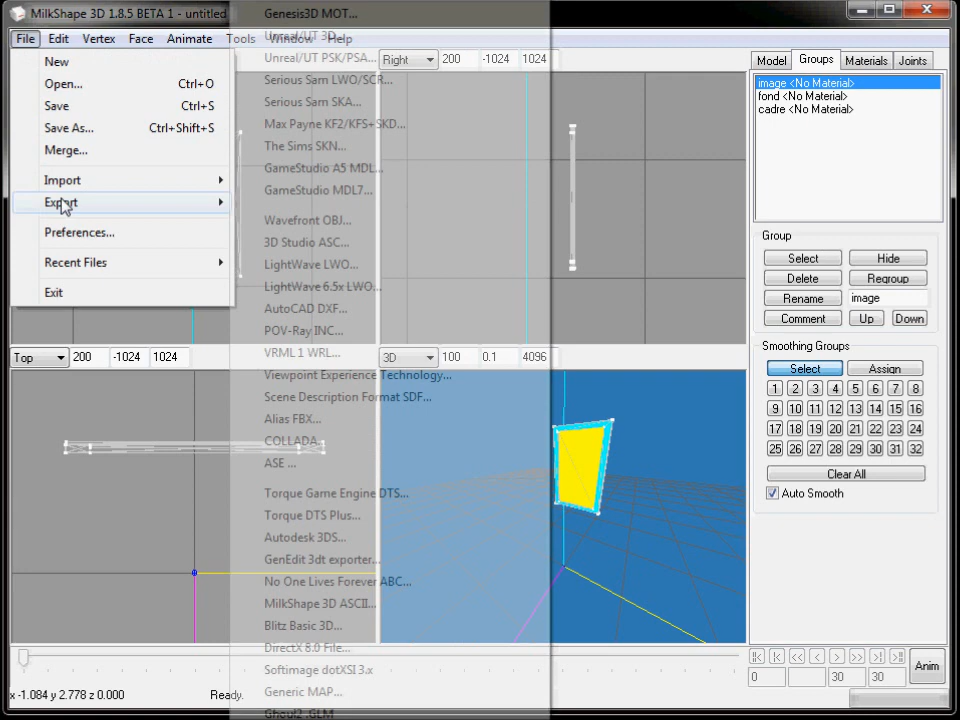 MilkShape 3D 1.8.5 BETA 1 - untitled
File Edit Vertex Face Animate Tools Window Help
New
Open... Ctrl+O
Save Ctrl+S
Save As... Ctrl+Shift+S
Merge...
Import
Export
Preferences...
Recent Files
Exit
Genesis3D MOT...
Unreal/UT 3D...
Unreal/UT PSK/PSA...
Serious Sam LWO/SCR...
Serious Sam SKA...
Max Payne KF2/KFS+SKD...
The Sims SKN...
GameStudio A5 MDL...
GameStudio MDL7...
Wavefront OBJ...
3D Studio ASC...
LightWave LWO...
LightWave 6.5x LWO...
AutoCAD DXF...
POV-Ray INC...
VRML 1 WRL...
Viewpoint Experience Technology...
Scene Description Format SDF...
Alias FBX...
COLLADA...
ASE ...
Torque Game Engine DTS...
Torque DTS Plus...
Autodesk 3DS...
GenEdit 3dt exporter...
No One Lives Forever ABC...
MilkShape 3D ASCII...
Blitz Basic 3D...
DirectX 8.0 File...
Softimage dotXSI 3.x
Generic MAP...
Ghoul2 .GLM
Right 200 -1024 1024
Top 200 -1024 1024
3D 100 0.1 4096
Model Groups Materials Joints
image <No Material>
fond <No Material>
cadre <No Material>
Group
Select Hide
Delete Regroup
Rename image
Comment Up Down
Smoothing Groups
Select Assign
1 2 3 4 5 6 7 8
9 10 11 12 13 14 15 16
17 18 19 20 21 22 23 24
25 26 27 28 29 30 31 32
Clear All
Auto Smooth
0 30 30 Anim
x -1.084 y 2.778 z 0.000 Ready.